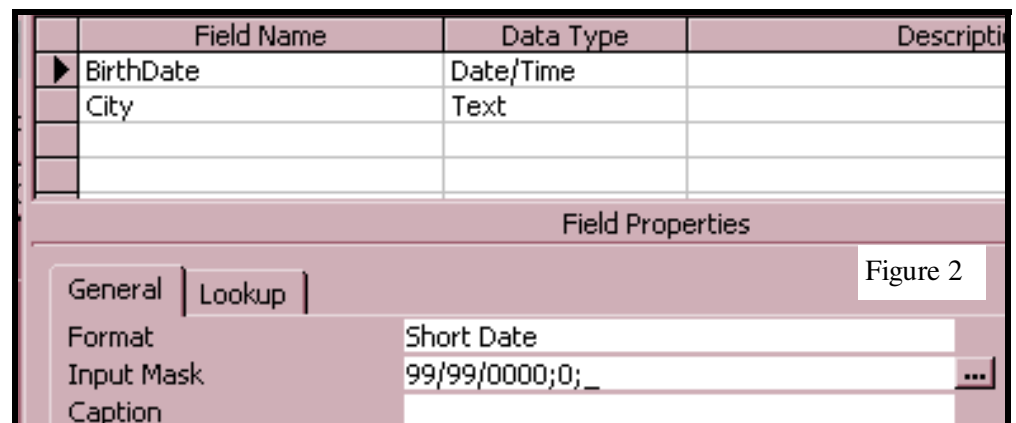 Field Name Data Type Descripti
BirthDate Date/Time
City Text
Field Properties
Figure 2
General Lookup
Format Short Date
Input Mask 99/99/0000;0;_ ...
Caption